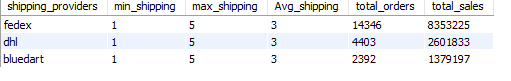 shipping_providers min_shipping max_shipping Avg_shipping total_orders total_sales
fedex 1 5 3 14346 8353225
dhl 1 5 3 4403 2601833
bluedart 1 5 3 2392 1379197